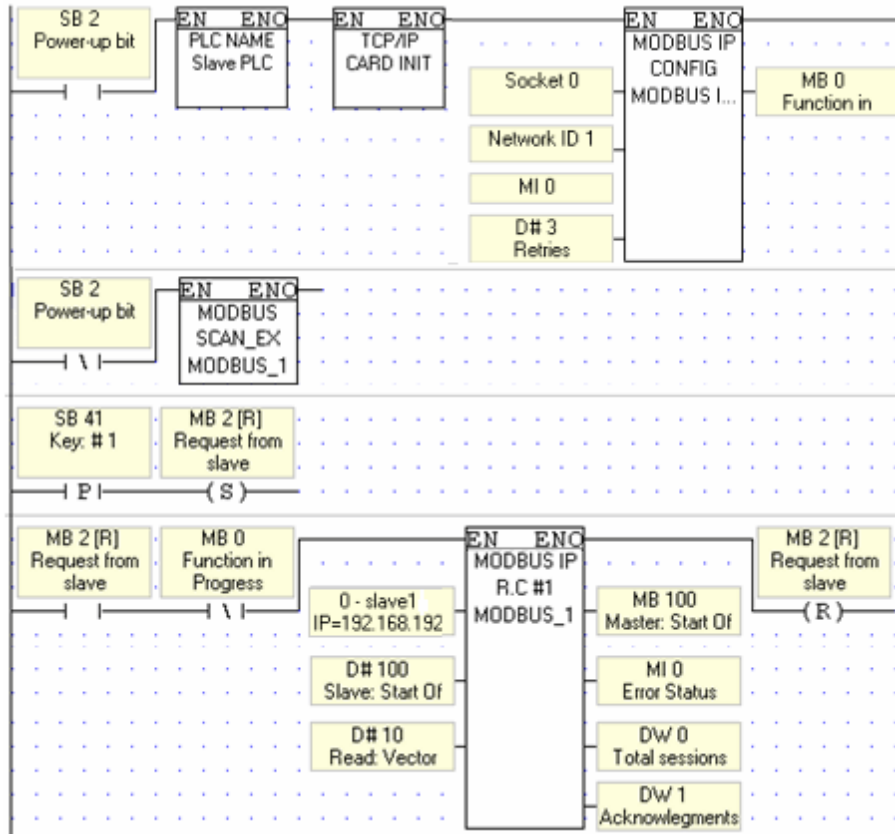 SB 2
Power-up bit
EN ENO
PLC NAME
Slave PLC
EN ENO
TCP/IP
CARD INIT
EN ENO
MODBUS IP
CONFIG
MODBUS I...
Socket 0
Network ID 1
MI 0
D# 3
Retries
MB 0
Function in
SB 2
Power-up bit
EN ENO
MODBUS
SCAN_EX
MODBUS_1
SB 41
Key: # 1
P
MB 2 [R]
Request from
slave
( S )
MB 2 [R]
Request from
slave
MB 0
Function in
Progress
EN ENO
MODBUS IP
R.C #1
MODBUS_1
0 - slave1
IP=192.168.192
D# 100
Slave: Start Of
D# 10
Read: Vector
MB 100
Master: Start Of
MI 0
Error Status
DW 0
Total sessions
DW 1
Acknowlegments
MB 2 [R]
Request from
slave
( R )